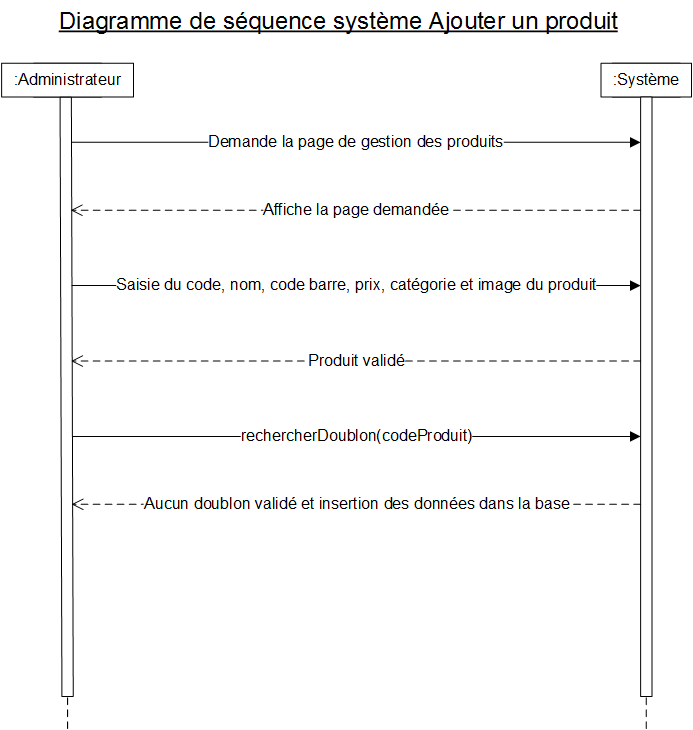 Diagramme de séquence système Ajouter un produit
:Administrateur
:Système
Demande la page de gestion des produits
Affiche la page demandée
Saisie du code, nom, code barre, prix, catégorie et image du produit
Produit validé
rechercherDoublon(codeProduit)
Aucun doublon validé et insertion des données dans la base